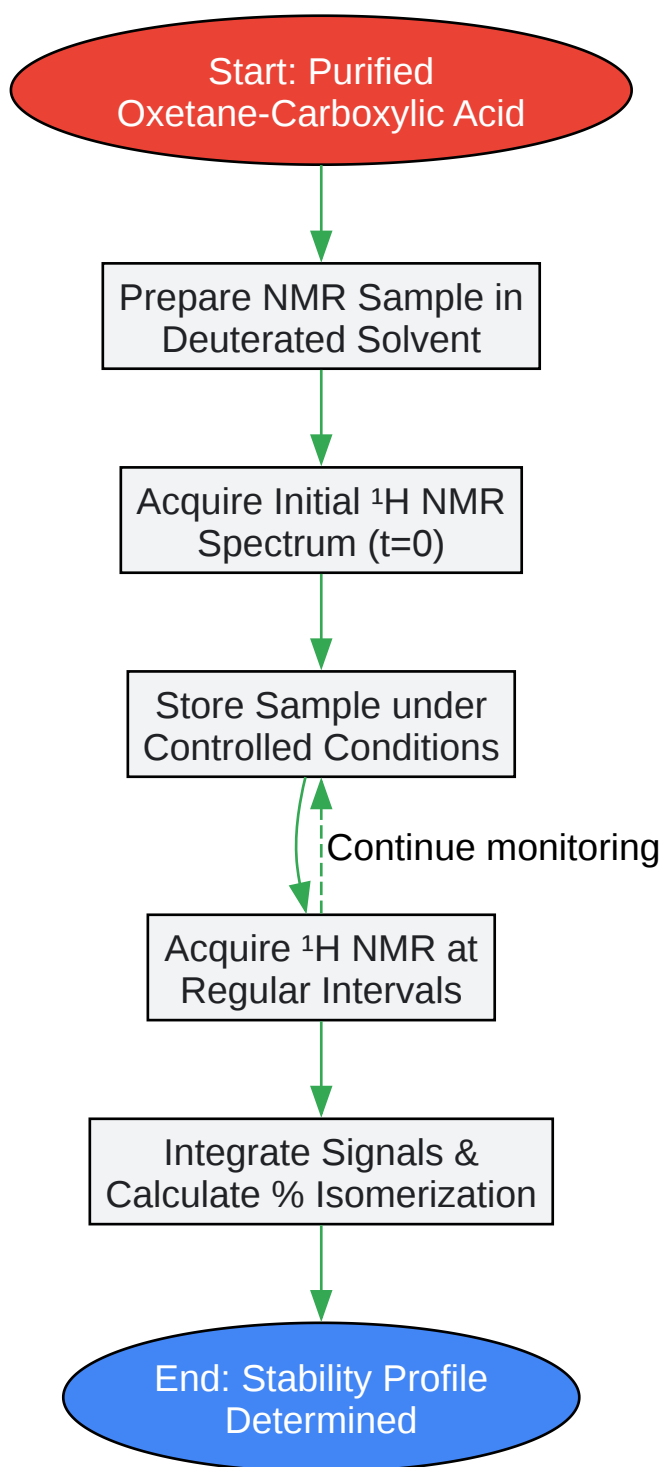 Start: Purified
Oxetane-Carboxylic Acid
Prepare NMR Sample in
Deuterated Solvent
Acquire Initial ¹H NMR
Spectrum (t=0)
Store Sample under
Controlled Conditions
Continue monitoring
Acquire ¹H NMR at
Regular Intervals
Integrate Signals &
Calculate % Isomerization
End: Stability Profile
Determined